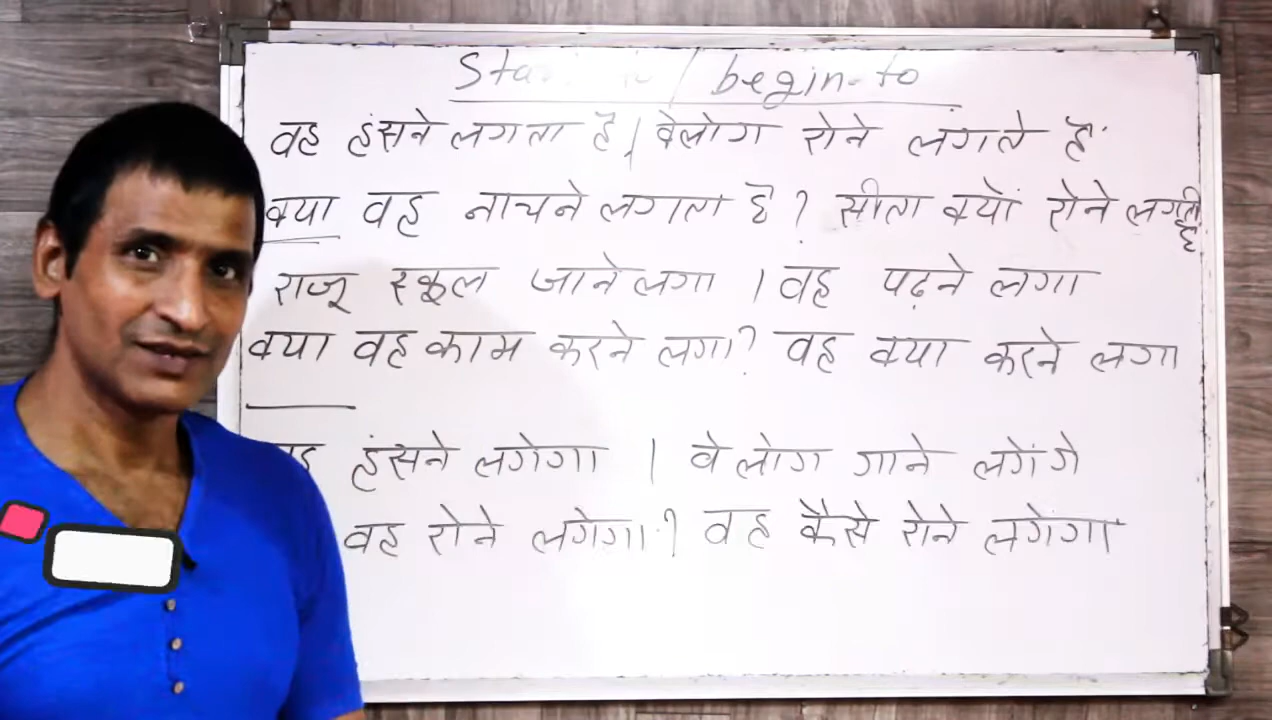 begin-to
वह हंसने लगता है | वेलोग रोने लगते हैं
क्या वह नाचने लगता है ? सीता क्यों रोने लगती है
राजू स्कूल जाने लगा । वह पढ़ने लगा
क्या वह काम करने लगा? वह क्या करने लगा
हंसने लगेगा | वे लोग गाने लगेंगे
वह रोने लगेगा ? वह कैसे रोने लगेगा